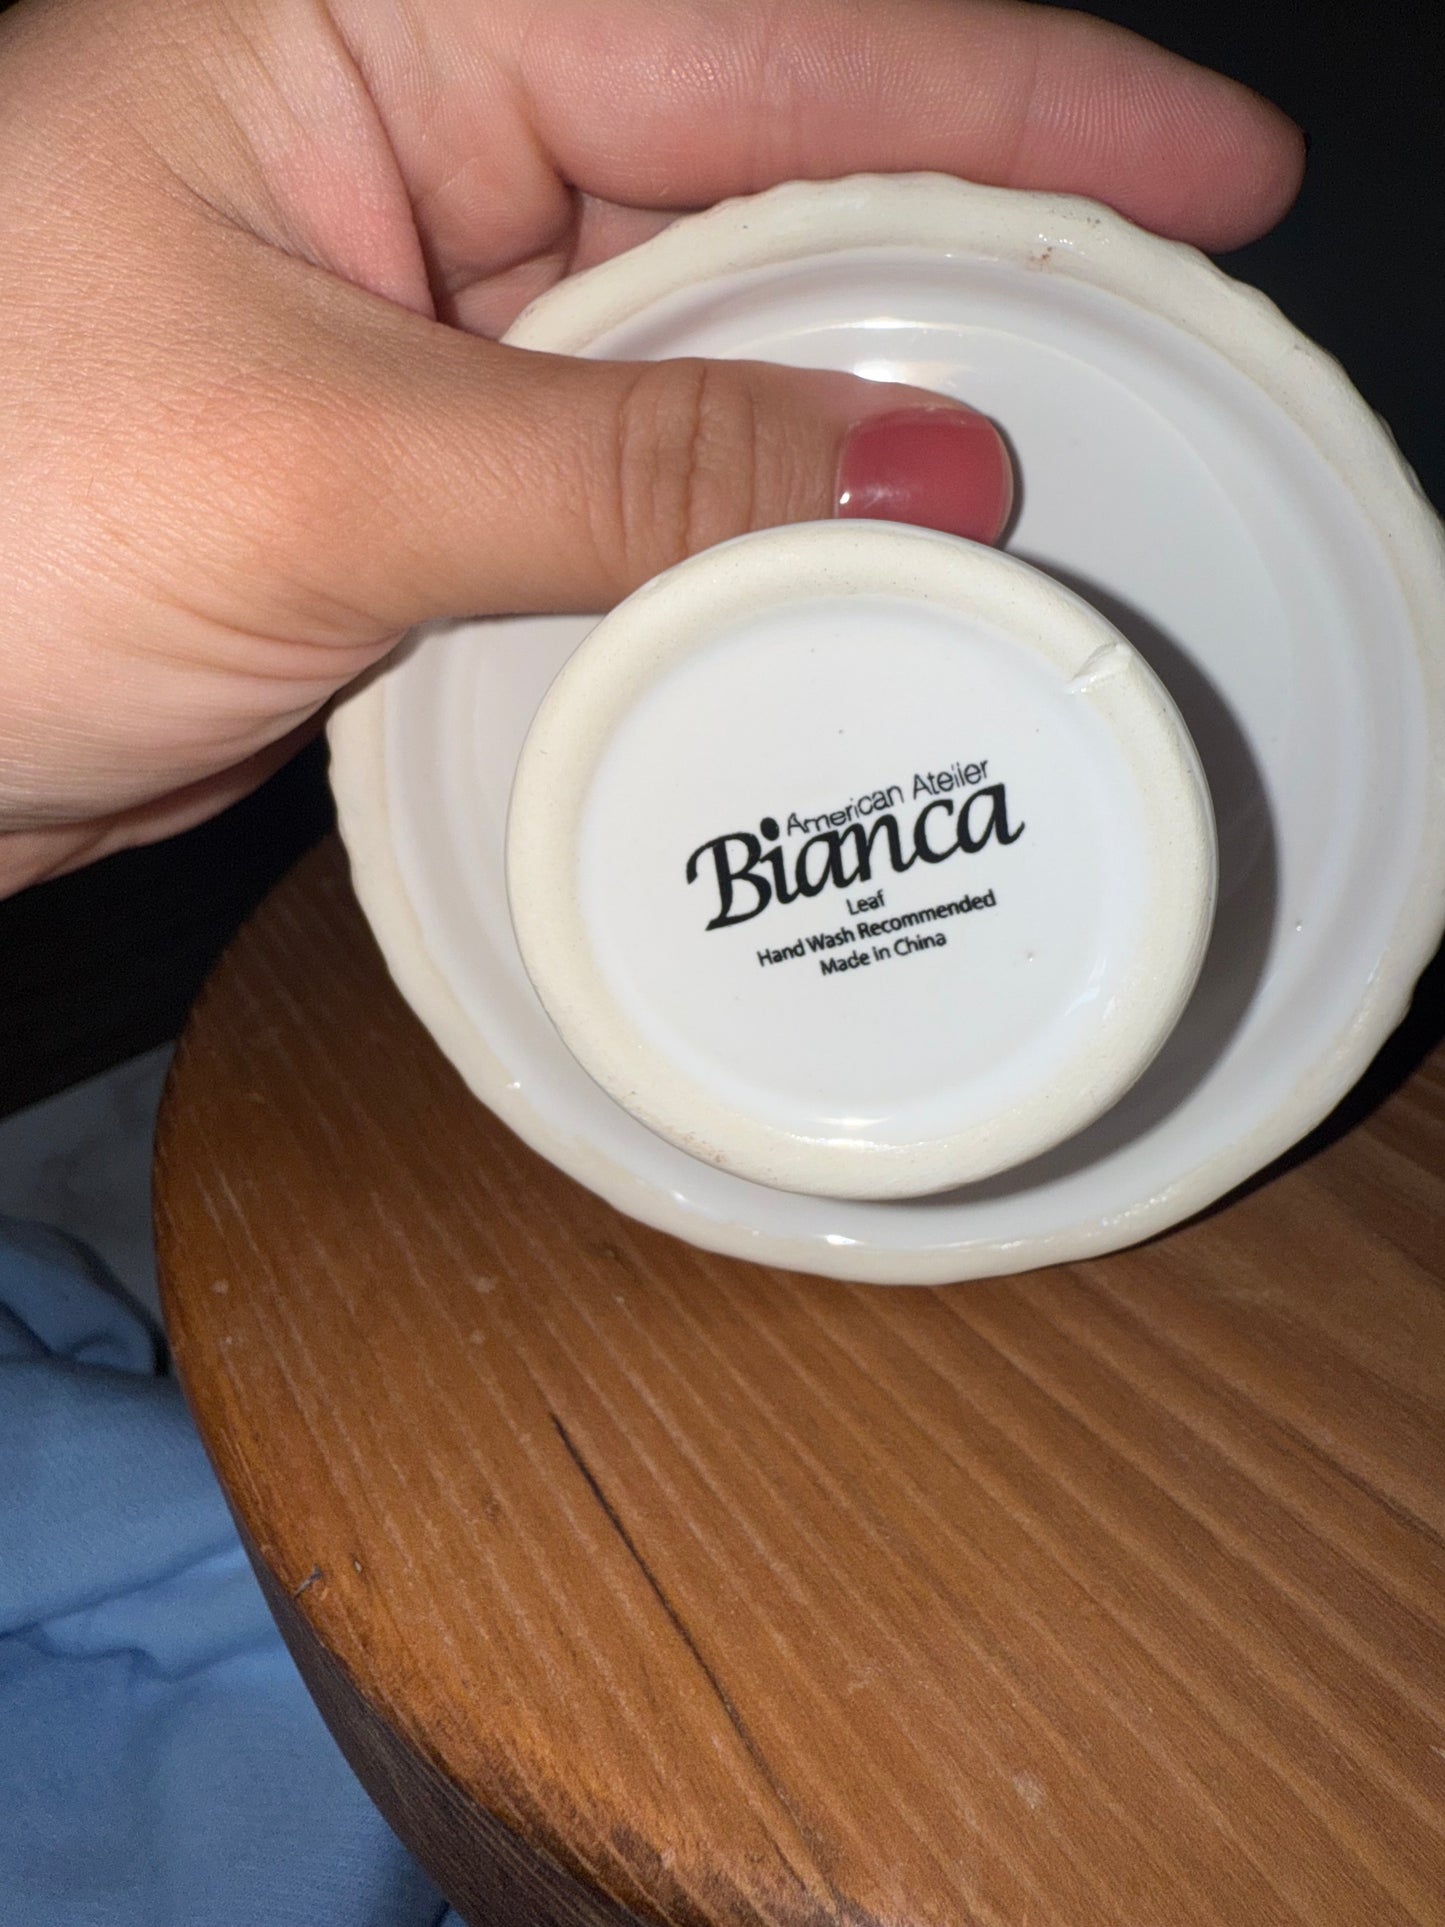 American Atelier
Bianca
Leaf
Hand Wash Recommended
Made in China